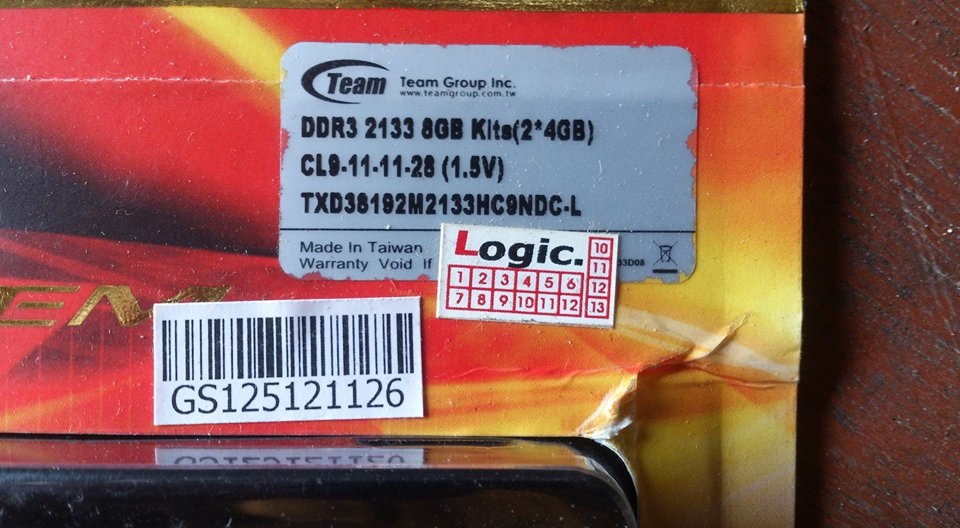 Team Team Group Inc.
www.teamgroup.com.tw
DDR3 2133 8GB Kits(2*4GB)
CL9-11-11-28 (1.5V)
TXD38192M2133HC9NDC-L
Made In Taiwan
Warranty Void If
33D08
Logic.
10
11
12
13
1 2 3 4 5 6
7 8 9 10 11 12
EM
GS125121126